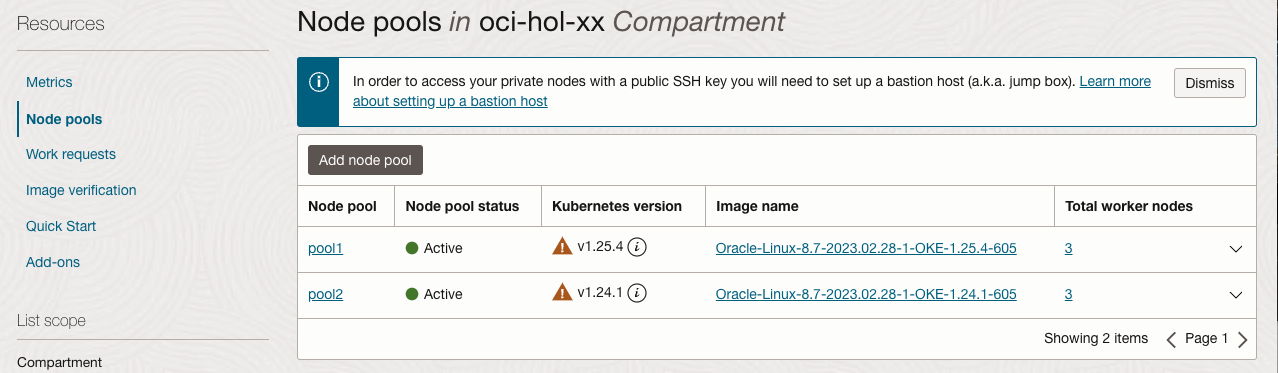 Resources
Metrics
Node pools
Work requests
Image verification
Quick Start
Add-ons
List scope
Compartment
Node pools in oci-hol-xx Compartment
In order to access your private nodes with a public SSH key you will need to set up a bastion host (a.k.a. jump box). Learn more
about setting up a bastion host
Dismiss
Add node pool
Node pool Node pool status Kubernetes version Image name Total worker nodes
pool1 Active v1.25.4 Oracle-Linux-8.7-2023.02.28-1-OKE-1.25.4-605 3
pool2 Active v1.24.1 Oracle-Linux-8.7-2023.02.28-1-OKE-1.24.1-605 3
Showing 2 items Page 1